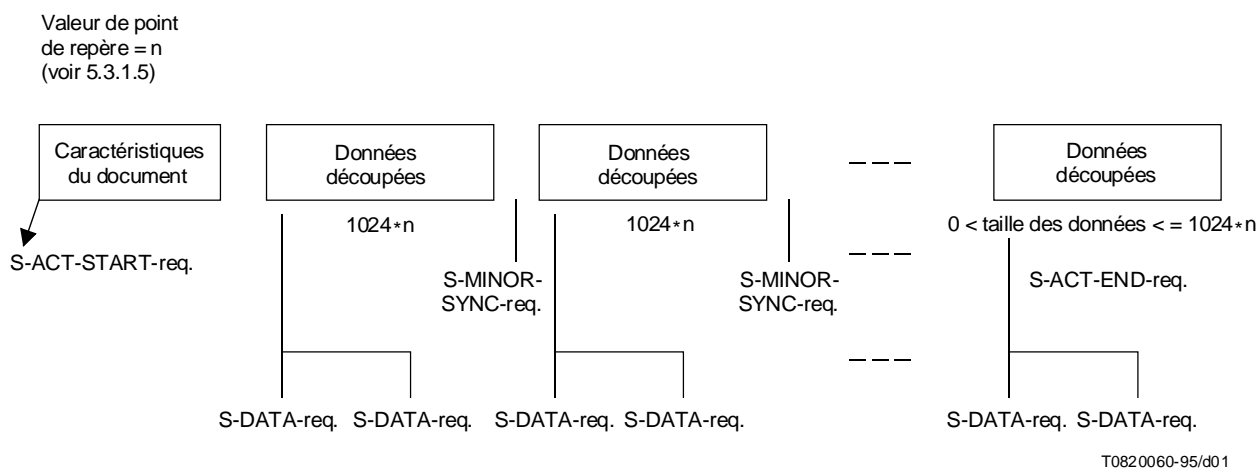 Valeur de point
de repère = n
(voir 5.3.1.5)
Caractéristiques
du document
Données
découpées
Données
découpées
Données
découpées
1024*n
1024*n
0 < taille des données < = 1024*n
S-ACT-START-req.
S-MINOR-
SYNC-req.
S-MINOR-
SYNC-req.
S-ACT-END-req.
S-DATA-req. S-DATA-req. S-DATA-req. S-DATA-req. S-DATA-req. S-DATA-req.
T0820060-95/d01